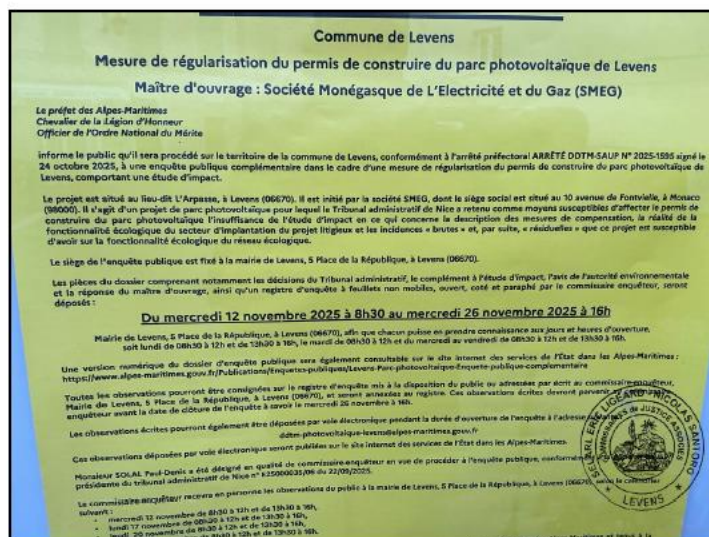 Commune de Levens
Mesure de régularisation du permis de construire du parc photovoltaïque de Levens
Maître d'ouvrage : Société Monégasque de L'Electricité et du Gaz (SMEG)
Le préfet des Alpes-Maritimes
Chevalier de la Légion d'Honneur
Officier de l'Ordre National du Mérite
informe le public qu'il sera procédé sur le territoire de la commune de Levens, conformément à l'arrêté préfectoral ARRÊTÉ DDTM-SAUP N° 2025-1595 signé le
24 octobre 2025, à une enquête publique complémentaire dans le cadre d'une mesure de régularisation du permis de construire du parc photovoltaïque de
Levens, comportant une étude d'impact.
Le projet est situé au lieu-dit L'Arpasse, à Levens (06670). Il est initié par la société SMEG, dont le siège social est situé au 10 avenue de Fontvielle, à Monaco
(98000). Il s'agit d'un projet de parc photovoltaïque pour lequel le Tribunal administratif de Nice a retenu comme moyens susceptibles d'affecter le permis de
construire du parc photovoltaïque l'insuffisance de l'étude d'impact en ce qui concerne la description des mesures de compensation, la réalité de la
fonctionnalité écologique du secteur d'implantation du projet litigieux et les incidences « brutes » et, par suite, « résiduelles » que ce projet est susceptible
d'avoir sur la fonctionnalité écologique du réseau écologique.
Le siège de l'enquête publique est fixé à la mairie de Levens, 5 Place de la République, à Levens (06670).
Les pièces du dossier comprenant notamment les décisions du Tribunal administratif, le complément à l'étude d'impact, l'avis de l'autorité environnementale
et la réponse du maître d'ouvrage, ainsi qu'un registre d'enquête à feuillets non mobiles, ouvert, coté et paraphé par le commissaire enquêteur, seront
déposés :
Du mercredi 12 novembre 2025 à 8h30 au mercredi 26 novembre 2025 à 16h
Mairie de Levens, 5 Place de la République, à Levens (06670), afin que chacun puisse en prendre connaissance aux jours et heures d'ouverture,
soit lundi de 08h30 à 12h et de 13h30 à 16h, le mardi de 08h30 à 12h et du mercredi au vendredi de 08h30 à 12h et de 13h30 à 16h.
Une version numérique du dossier d'enquête publique sera également consultable sur le site internet des services de l'État dans les Alpes-Maritimes :
https://www.alpes-maritimes.gouv.fr/Publications/Enquetes-publiques/Levens-Parc-photovoltaique-Enquete-publique-complementaire
Toutes les observations pourront être consignées sur le registre d'enquête mis à la disposition du public ou adressées par écrit au commissaire enquêteur,
Mairie de Levens, 5 Place de la République, à Levens (06670), et seront annexées au registre. Ces observations écrites devront parvenir au
enquêteur avant la date de clôture de l'enquête à savoir le mercredi 26 novembre à 16h.
Les observations écrites pourront également être déposées par voie électronique pendant la durée d'ouverture de l'enquête à l'adresse
ddtm-photovoltaique-levens@alpes-maritimes.gouv.fr
Ces observations déposées par voie électronique seront publiées sur le site internet des services de l'État dans les Alpes-Maritimes.
Monsieur SOLAL Paul-Denis a été désigné en qualité de commissaire enquêteur en vue de procéder à l'enquête publique,
présidente du tribunal administratif de Nice n° E25000035/06 du 22/09/2025.
Le commissaire enquêteur recevra en personne les observations du public à la mairie de Levens, 5 Place de la République, à Levens (06670), selon le calendrier
suivant :
mercredi 12 novembre de 8h30 à 12h et de 13h30 à 16h,
lundi 17 novembre de 08h30 à 12h et de 13h30 à 16h,
jeudi 20 novembre de 8h30 à 12h et de 13h30 à 16h,
NICOLAS SANTORO
COMMISSAIRES DE JUSTICE ASSOCIES
LEVENS